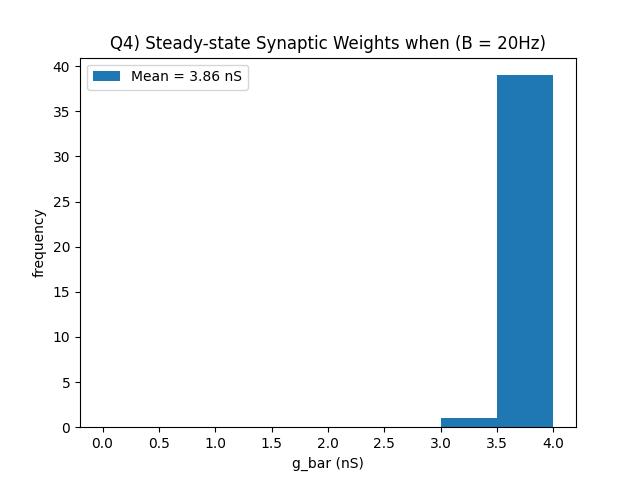 Q4) Steady-state Synaptic Weights when (B = 20Hz)
Mean = 3.86 nS
40
35
30
25
20
15
10
5
0
frequency
0.0 0.5 1.0 1.5 2.0 2.5 3.0 3.5 4.0
g_bar (nS)